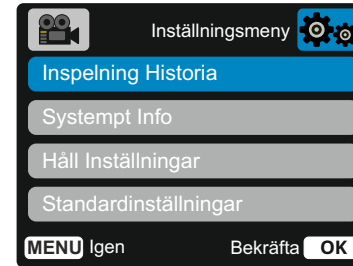 Inställningsmeny
Inspelning Historia
Systempt Info
Håll Inställningar
Standardinställningar
MENU Igen Bekräfta OK